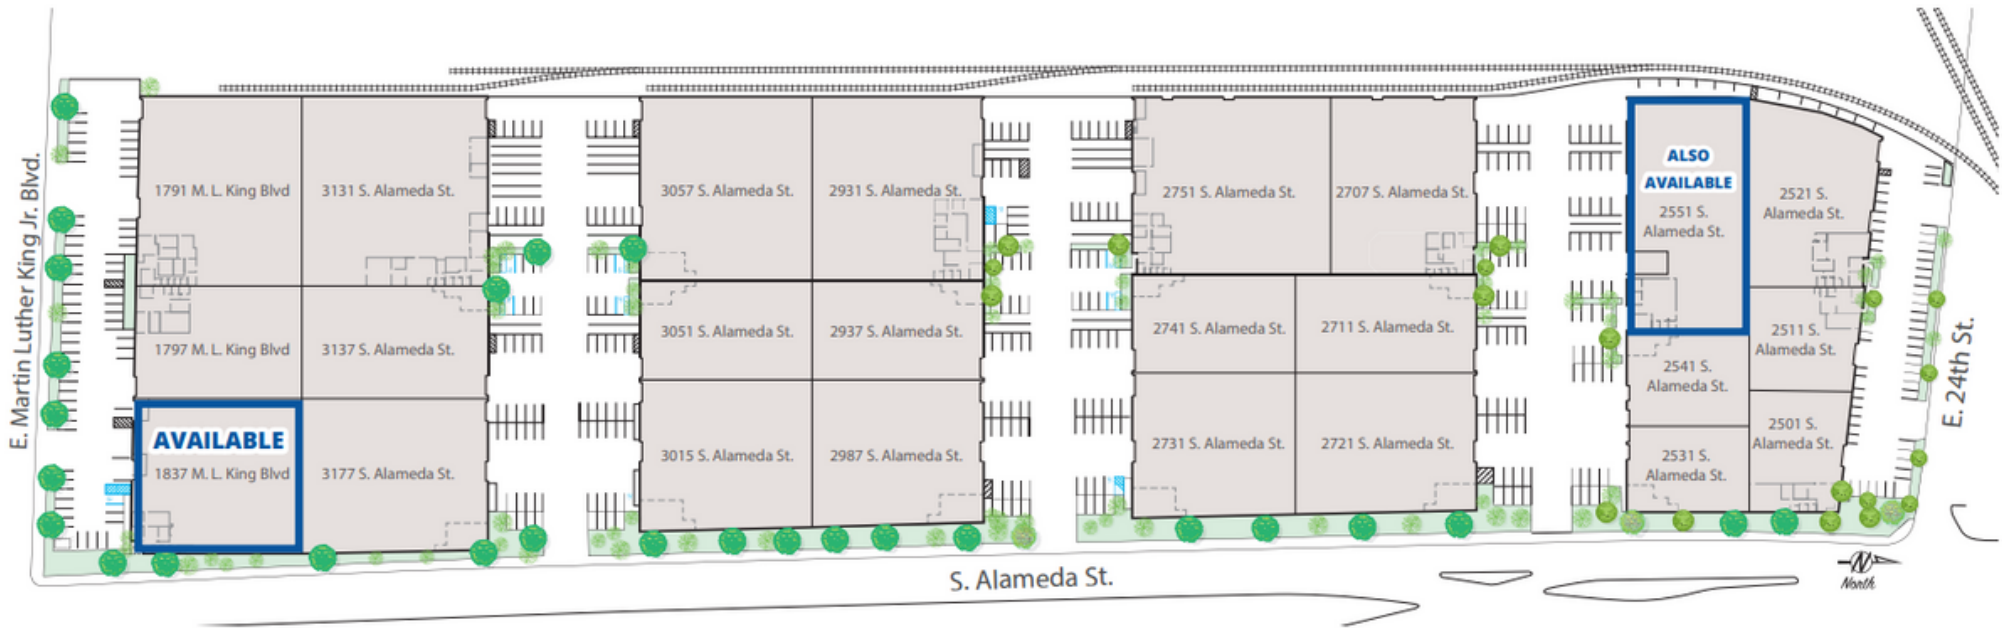 E. Martin Luther King Jr. Blvd.
1791 M. L. King Blvd
3131 S. Alameda St.
1797 M. L. King Blvd
3137 S. Alameda St.
AVAILABLE
1837 M. L. King Blvd
3177 S. Alameda St.
3057 S. Alameda St.
2931 S. Alameda St.
3051 S. Alameda St.
2937 S. Alameda St.
3015 S. Alameda St.
2987 S. Alameda St.
2751 S. Alameda St.
2707 S. Alameda St.
2741 S. Alameda St.
2711 S. Alameda St.
2731 S. Alameda St.
2721 S. Alameda St.
ALSO
AVAILABLE
2551 S.
Alameda St.
2521 S.
Alameda St.
2511 S.
Alameda St.
2541 S.
Alameda St.
2501 S.
Alameda St.
2531 S.
Alameda St.
E. 24th St.
S. Alameda St.
N
North